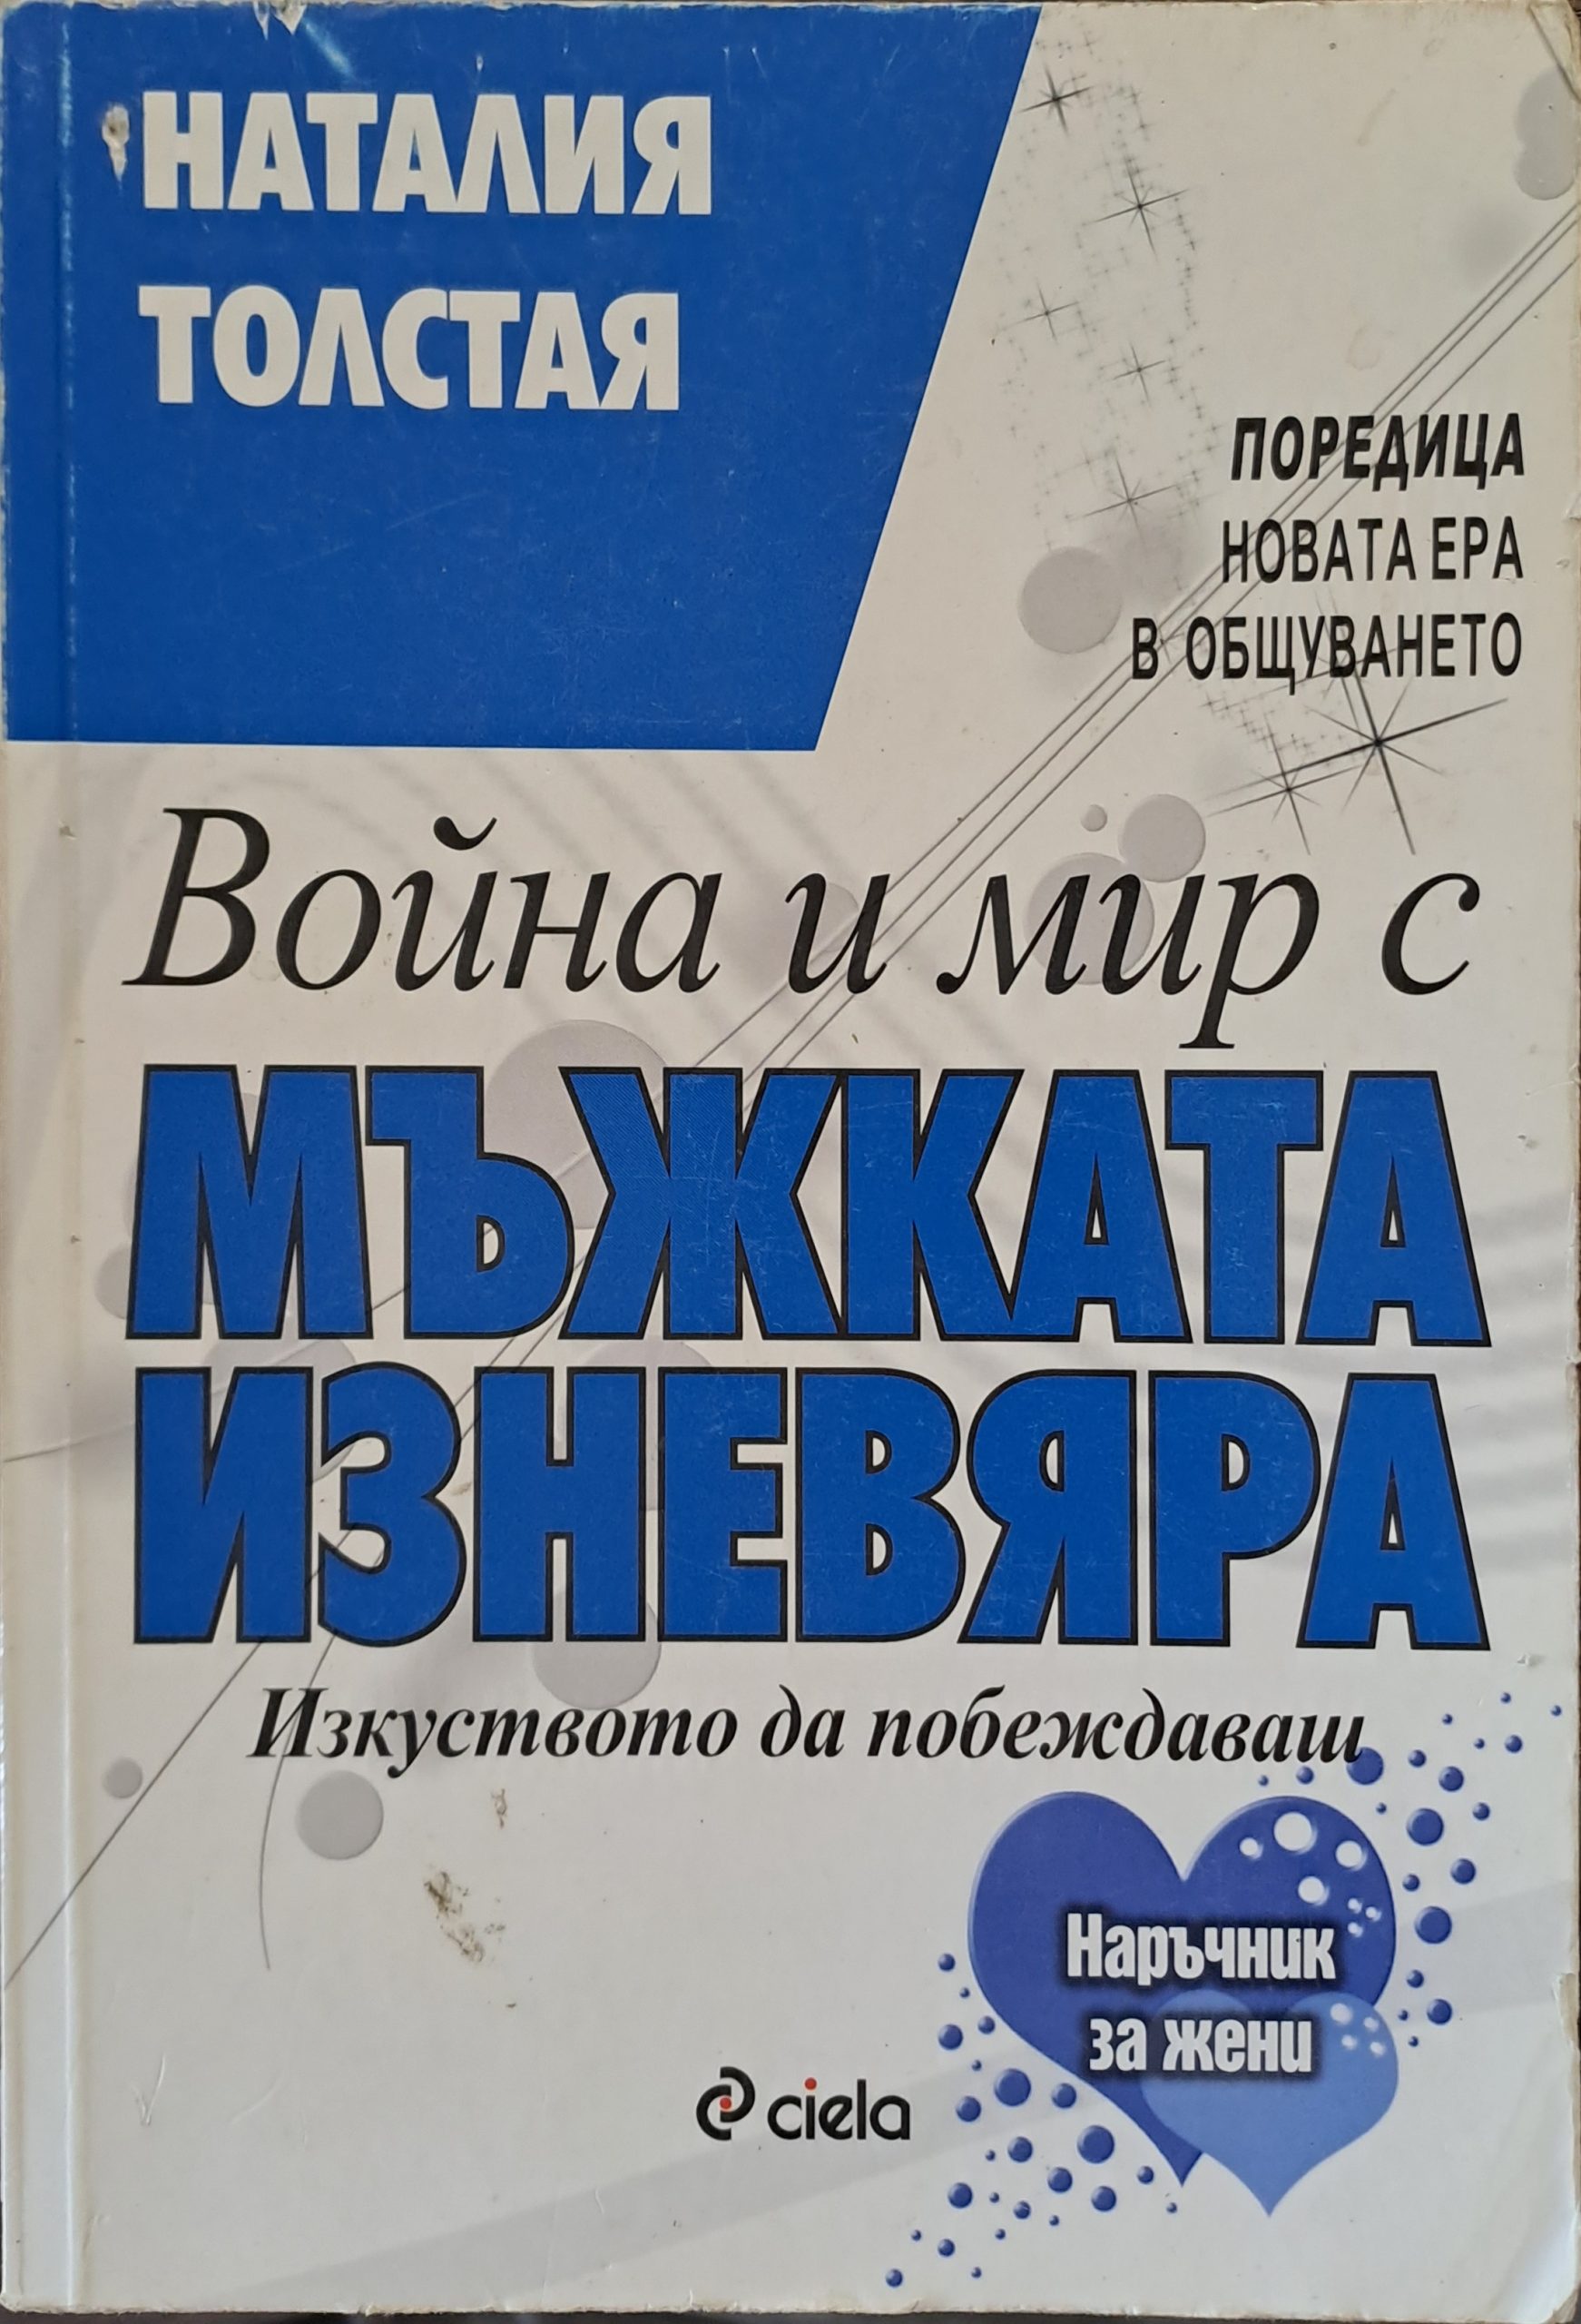 НАТАЛИЯ
ТОЛСТАЯ
ПОРЕДИЦА
НОВАТА ЕРА
В ОБЩУВАНЕТО
Война и мир с
МЪЖКАТА
ИЗНЕВЯРА
Изкуството да побеждаваш
Наръчник
за жени
ciela